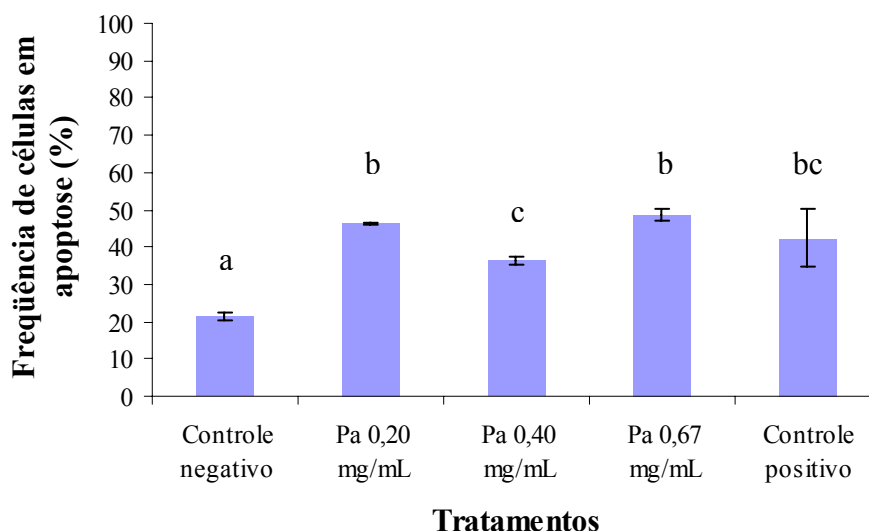 Freqüência de células em
apoptose (%)
100
90
80
70
60
50
40
30
20
10
0
a
b
c
b
bc
Controle
negativo
Pa 0,20
mg/mL
Pa 0,40
mg/mL
Pa 0,67
mg/mL
Controle
positivo
Tratamentos